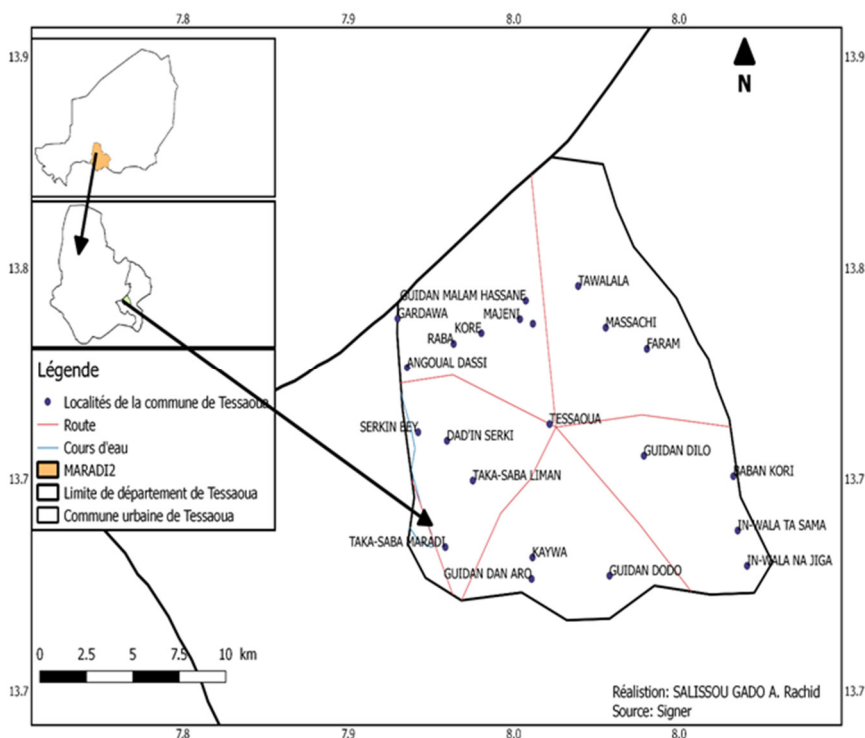 7.8 7.9 8.0 8.0
13.9 13.9
N
13.8 13.8
TAWALALA
GUIDAN MALAM HASSANE
GARDAWA
MAJENI
MASSACHI
KORE
RABA
FARAM
ANGOUAL DASSI
Légende
Localités de la commune de Tessaoua
Route
Cours d'eau
MARADI2
Limite de département de Tessaoua
Commune urbaine de Tessaoua
TESSAOUA
SERKIN BEY
DAD'IN SERKI
GUIDAN DILO
13.7 13.7
TAKA-SABA LIMAN
BABAN KORI
IN-WALA TA SAMA
TAKA-SABA MARADI
KAYWA
IN-WALA NA JIGA
GUIDAN DAN ARO
GUIDAN DODO
0 2.5 5 7.5 10 km
13.7 13.7
Réalistion: SALISSOU GADO A. Rachid
Source: Signer
7.8 7.9 8.0 8.0